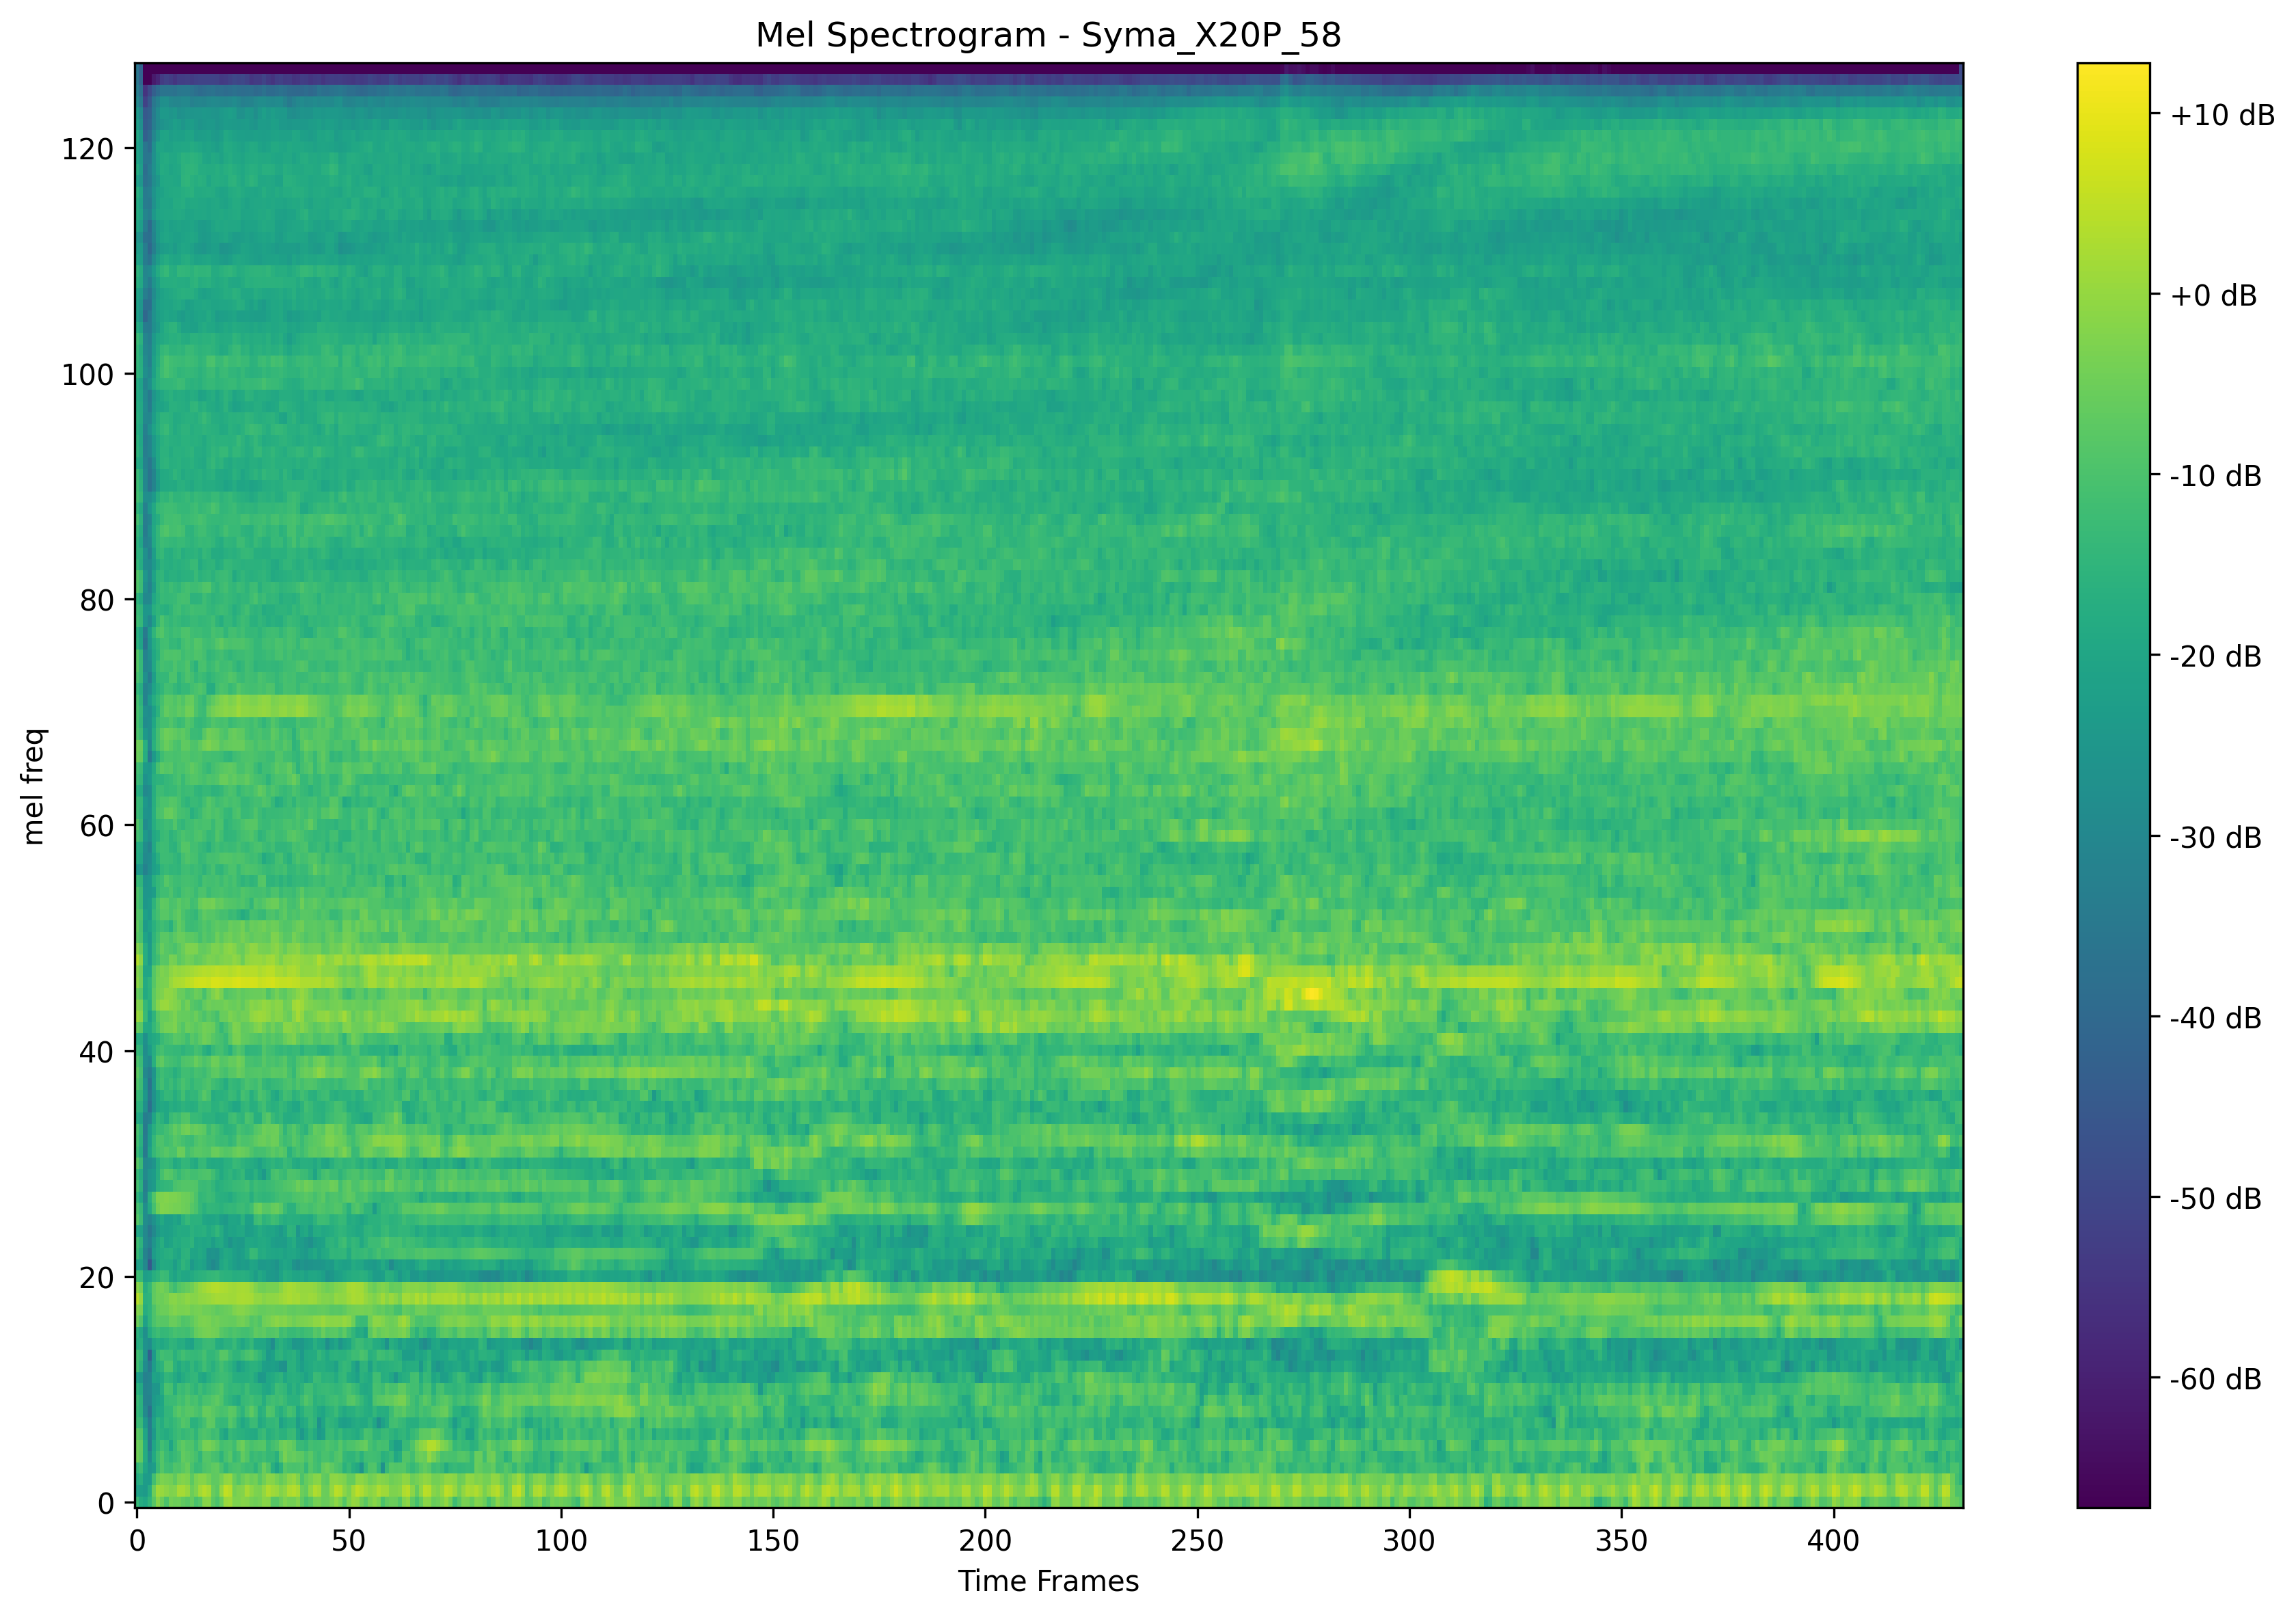 Mel Spectrogram - Syma_X20P_58
mel freq
120
100
80
60
40
20
0
0 50 100 150 200 250 300 350 400
Time Frames
+10 dB
+0 dB
-10 dB
-20 dB
-30 dB
-40 dB
-50 dB
-60 dB